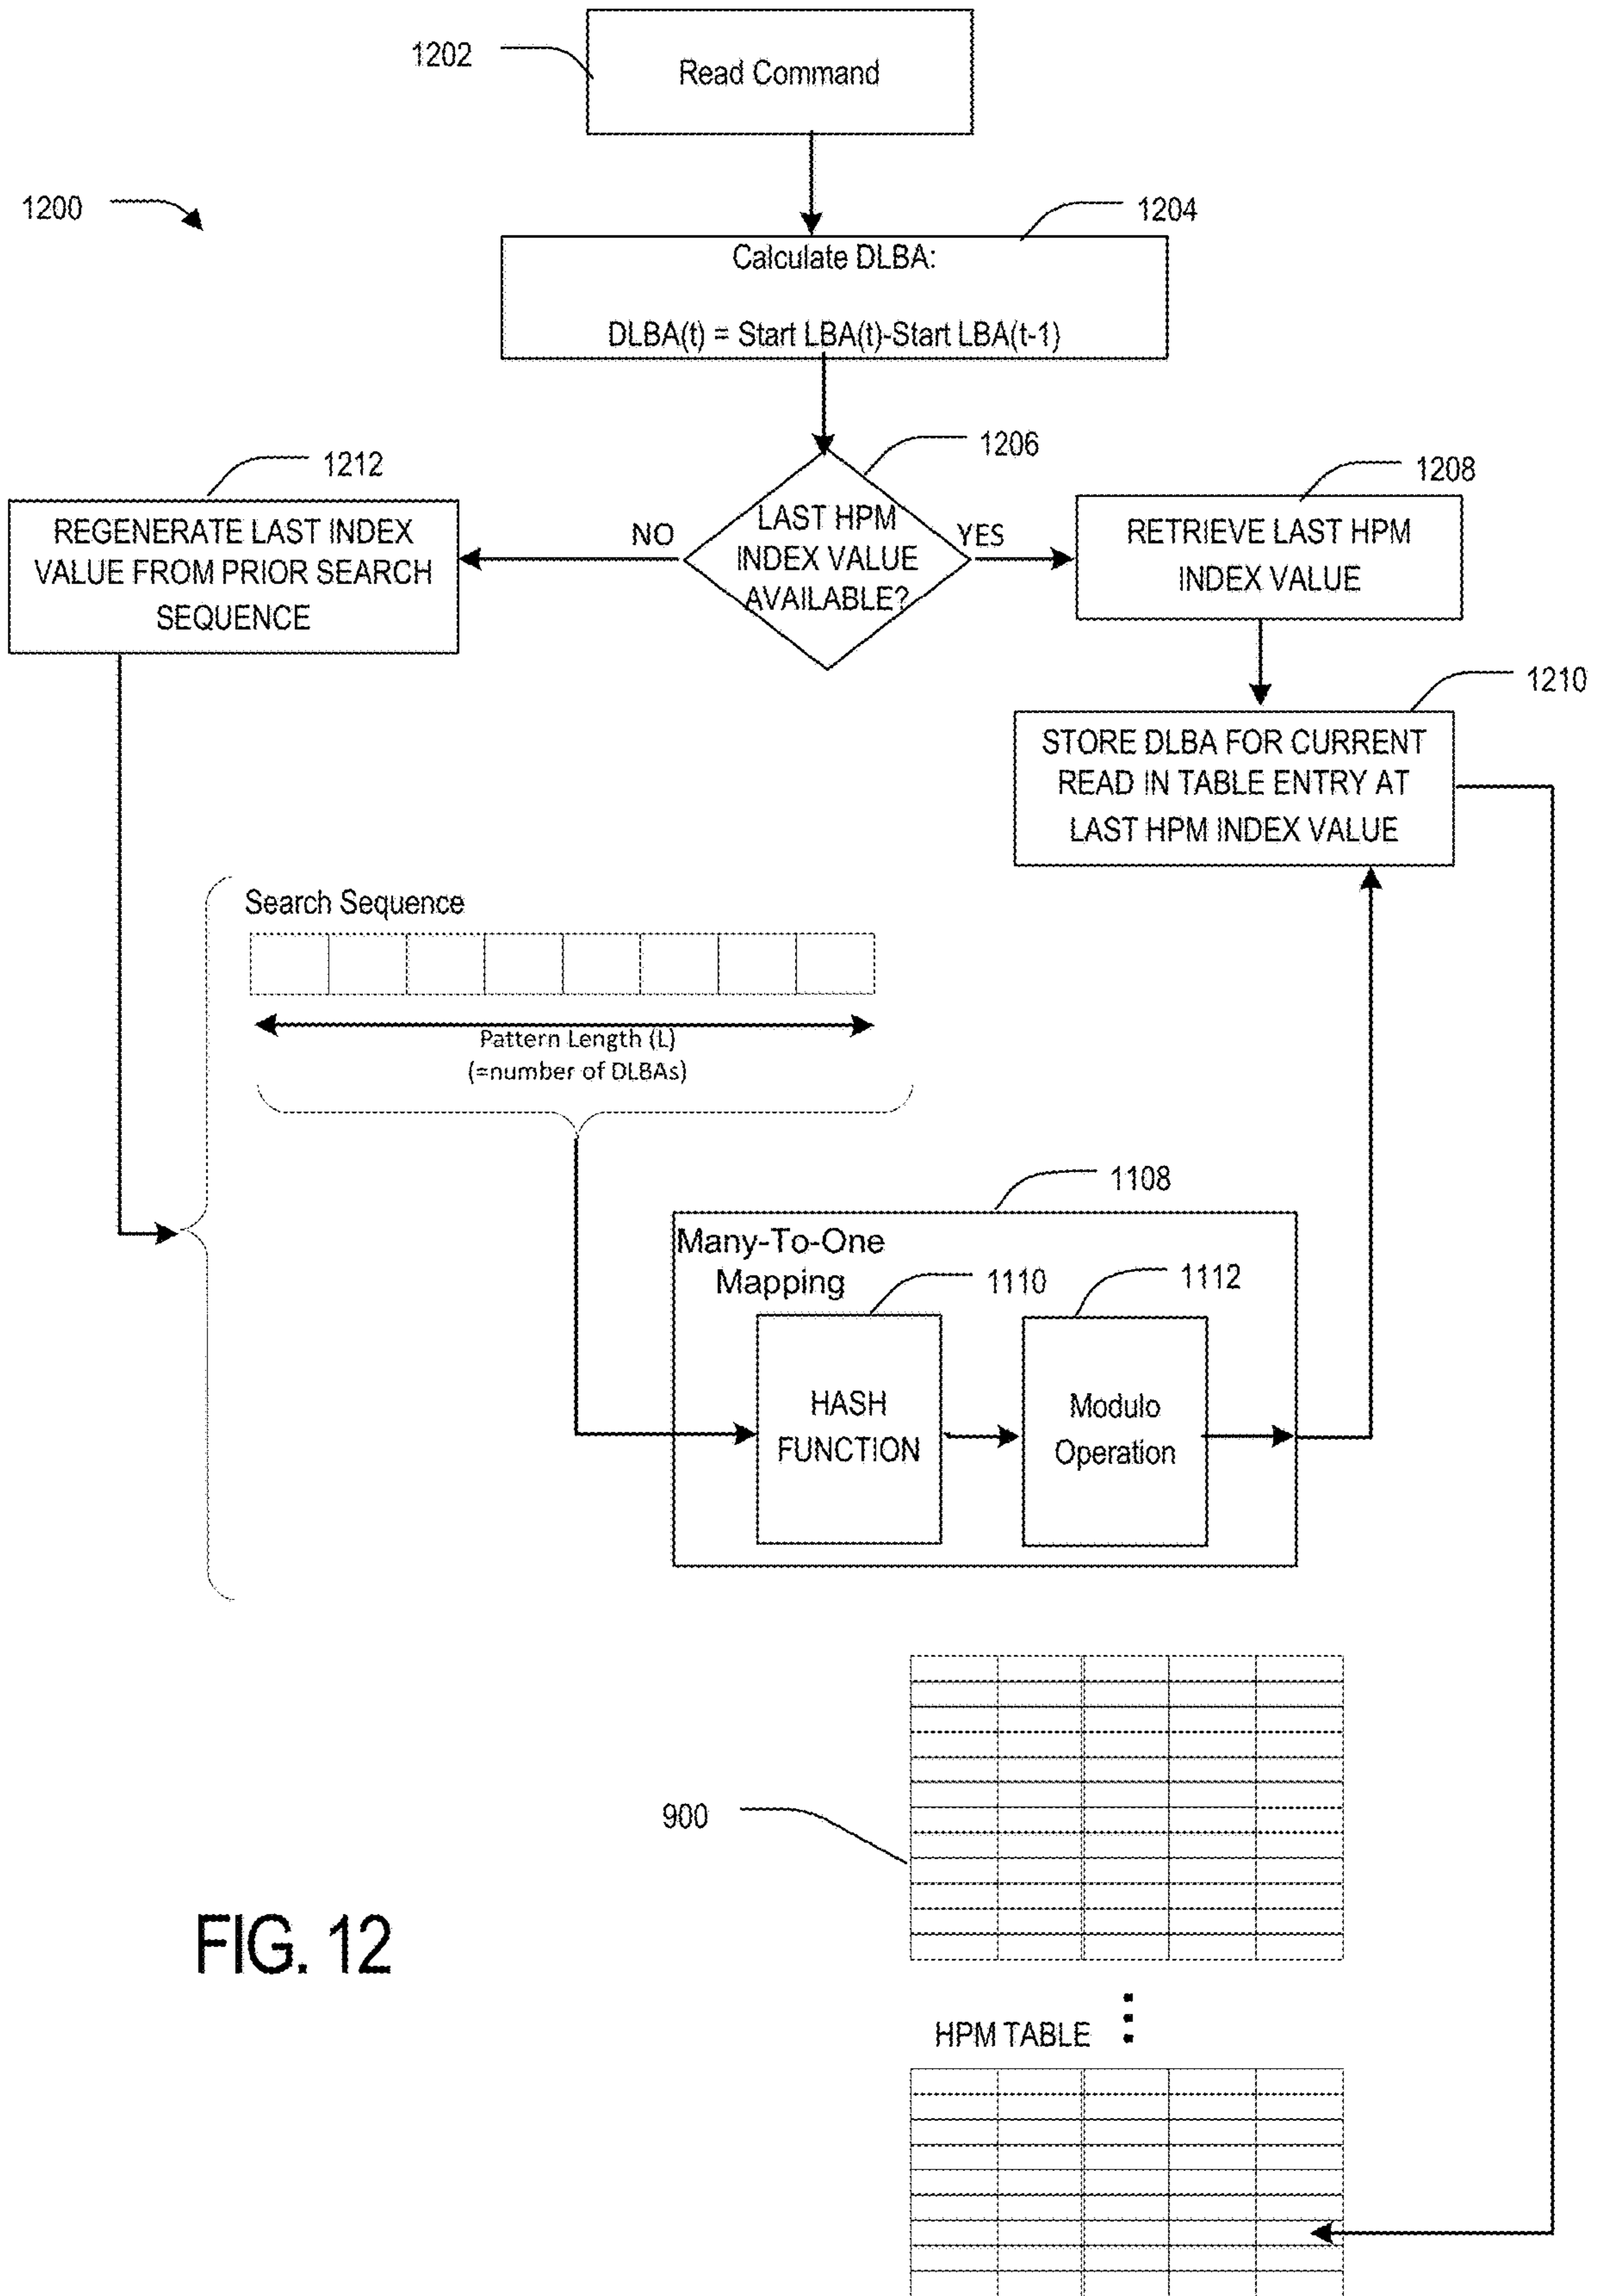 1202
Read Command
1200
1204
Calculate DLBA:
DLBA(t) = Start LBA(t)-Start LBA(t-1)
1206
1212
1208
REGENERATE LAST INDEX
VALUE FROM PRIOR SEARCH
SEQUENCE
NO
LAST HPM
INDEX VALUE
AVAILABLE?
YES
RETRIEVE LAST HPM
INDEX VALUE
1210
STORE DLBA FOR CURRENT
READ IN TABLE ENTRY AT
LAST HPM INDEX VALUE
Search Sequence
Pattern Length (L)
(=number of DLBAs)
1108
Many-To-One
Mapping
1110
1112
HASH
FUNCTION
Modulo
Operation
900
FIG. 12
HPM TABLE